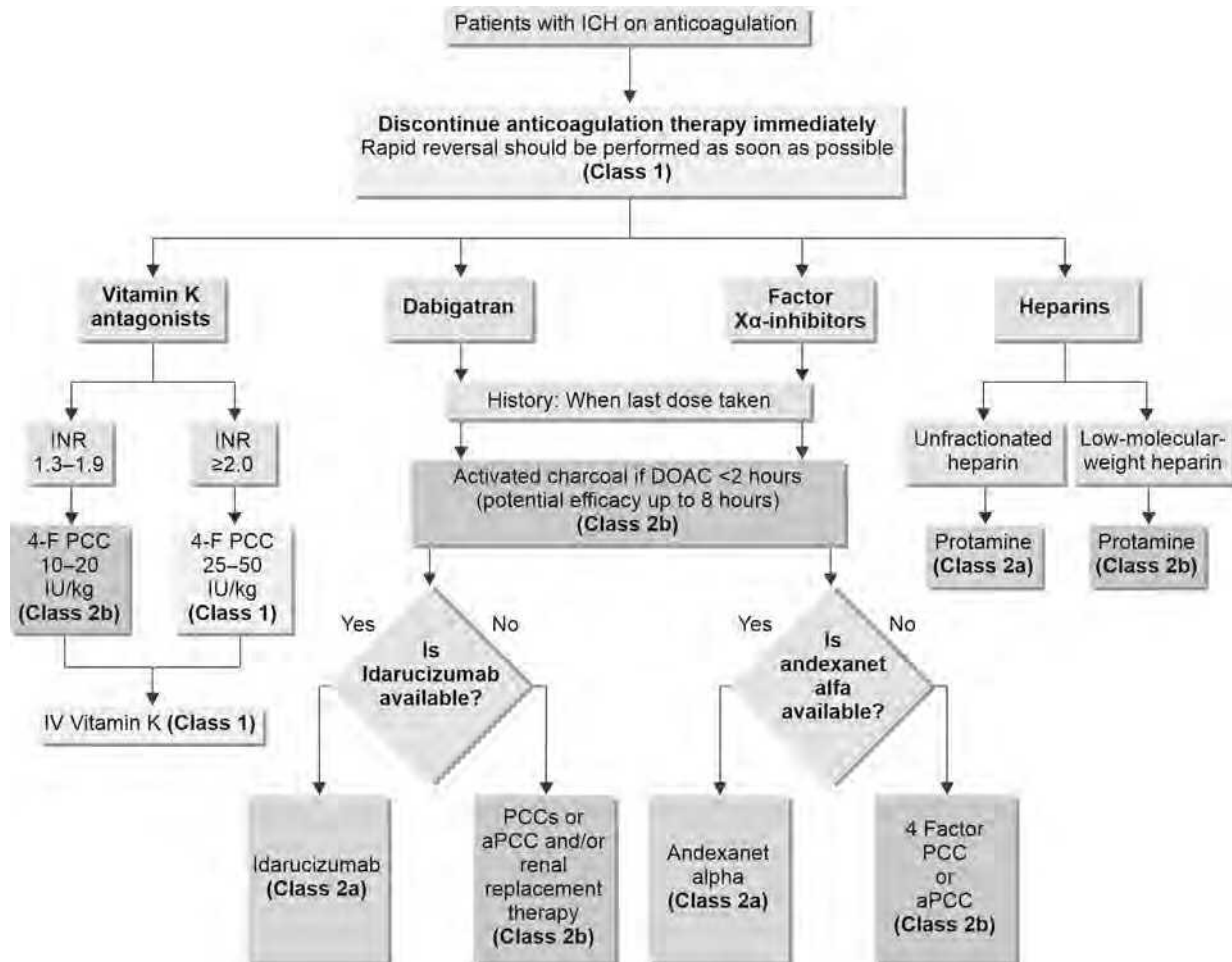 Patients with ICH on anticoagulation
Discontinue anticoagulation therapy immediately
Rapid reversal should be performed as soon as possible
(Class 1)
Vitamin K
antagonists
Dabigatran
Factor
Xα-inhibitors
Heparins
History: When last dose taken
INR
1.3–1.9
INR
≥2.0
Activated charcoal if DOAC <2 hours
(potential efficacy up to 8 hours)
(Class 2b)
Unfractionated
heparin
Low-molecular-
weight heparin
4-F PCC
10–20
IU/kg
(Class 2b)
4-F PCC
25–50
IU/kg
(Class 1)
Protamine
(Class 2a)
Protamine
(Class 2b)
IV Vitamin K (Class 1)
Yes
No
Is
Idarucizumab
available?
Yes
No
Is
andexanet
alfa
available?
Idarucizumab
(Class 2a)
PCCs or
aPCC and/or
renal
replacement
therapy
(Class 2b)
Andexanet
alpha
(Class 2a)
4 Factor
PCC
or
aPCC
(Class 2b)